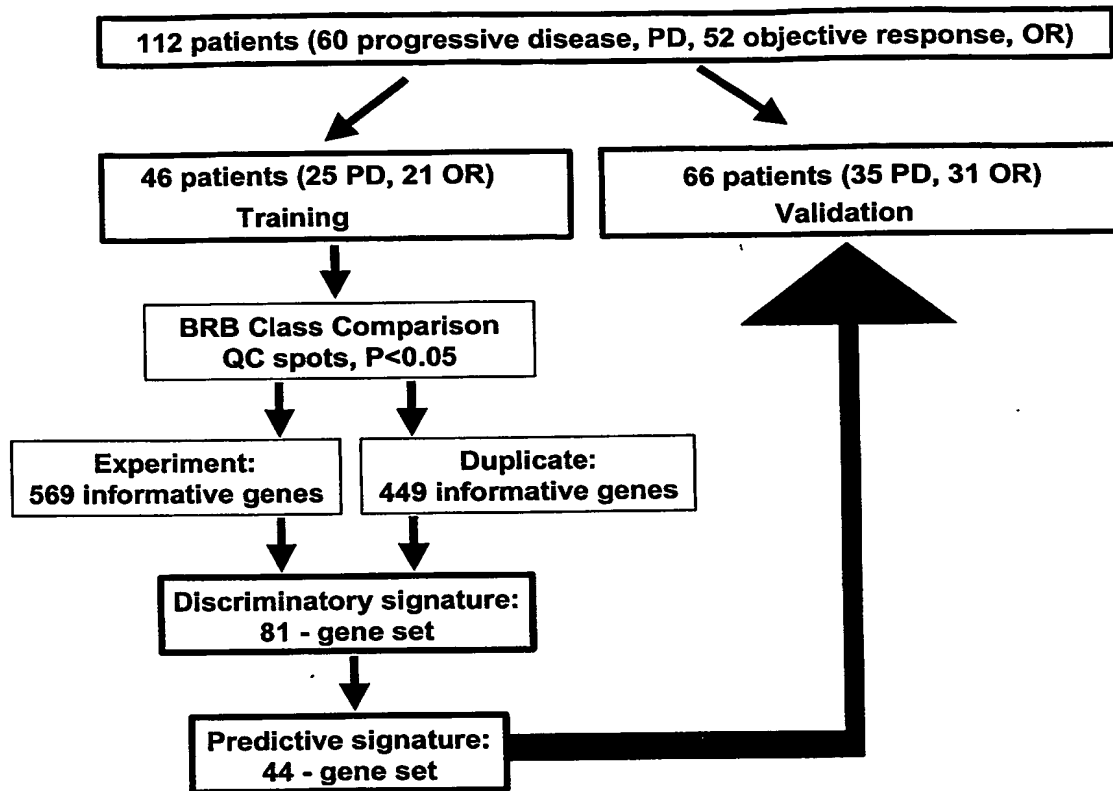 112 patients (60 progressive disease, PD, 52 objective response, OR)
46 patients (25 PD, 21 OR)
Training
66 patients (35 PD, 31 OR)
Validation
BRB Class Comparison
QC spots, P<0.05
Experiment:
569 informative genes
Duplicate:
449 informative genes
Discriminatory signature:
81 - gene set
Predictive signature:
44 - gene set